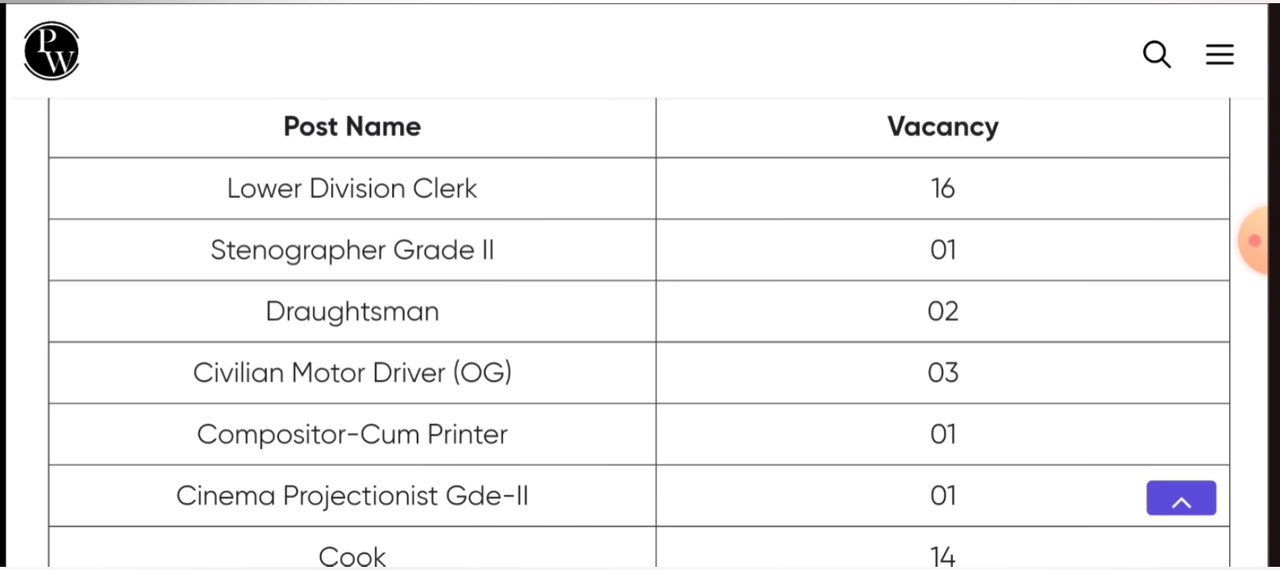 PW
Post Name Vacancy
Lower Division Clerk 16
Stenographer Grade II 01
Draughtsman 02
Civilian Motor Driver (OG) 03
Compositor-Cum Printer 01
Cinema Projectionist Gde-II 01
Cook 14